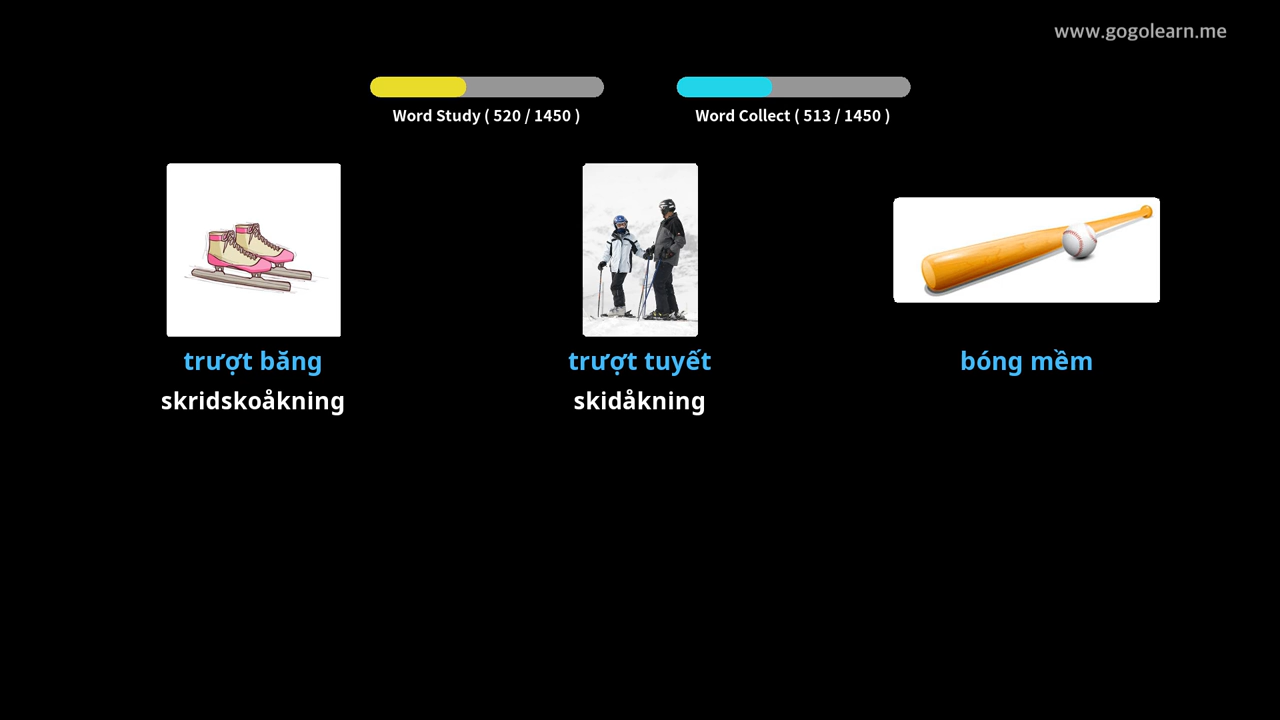 www.gogolearn.me
Word Study ( 520 / 1450 )
Word Collect ( 513 / 1450 )
trượt băng
skridskoåkning
trượt tuyết
skidåkning
bóng mềm